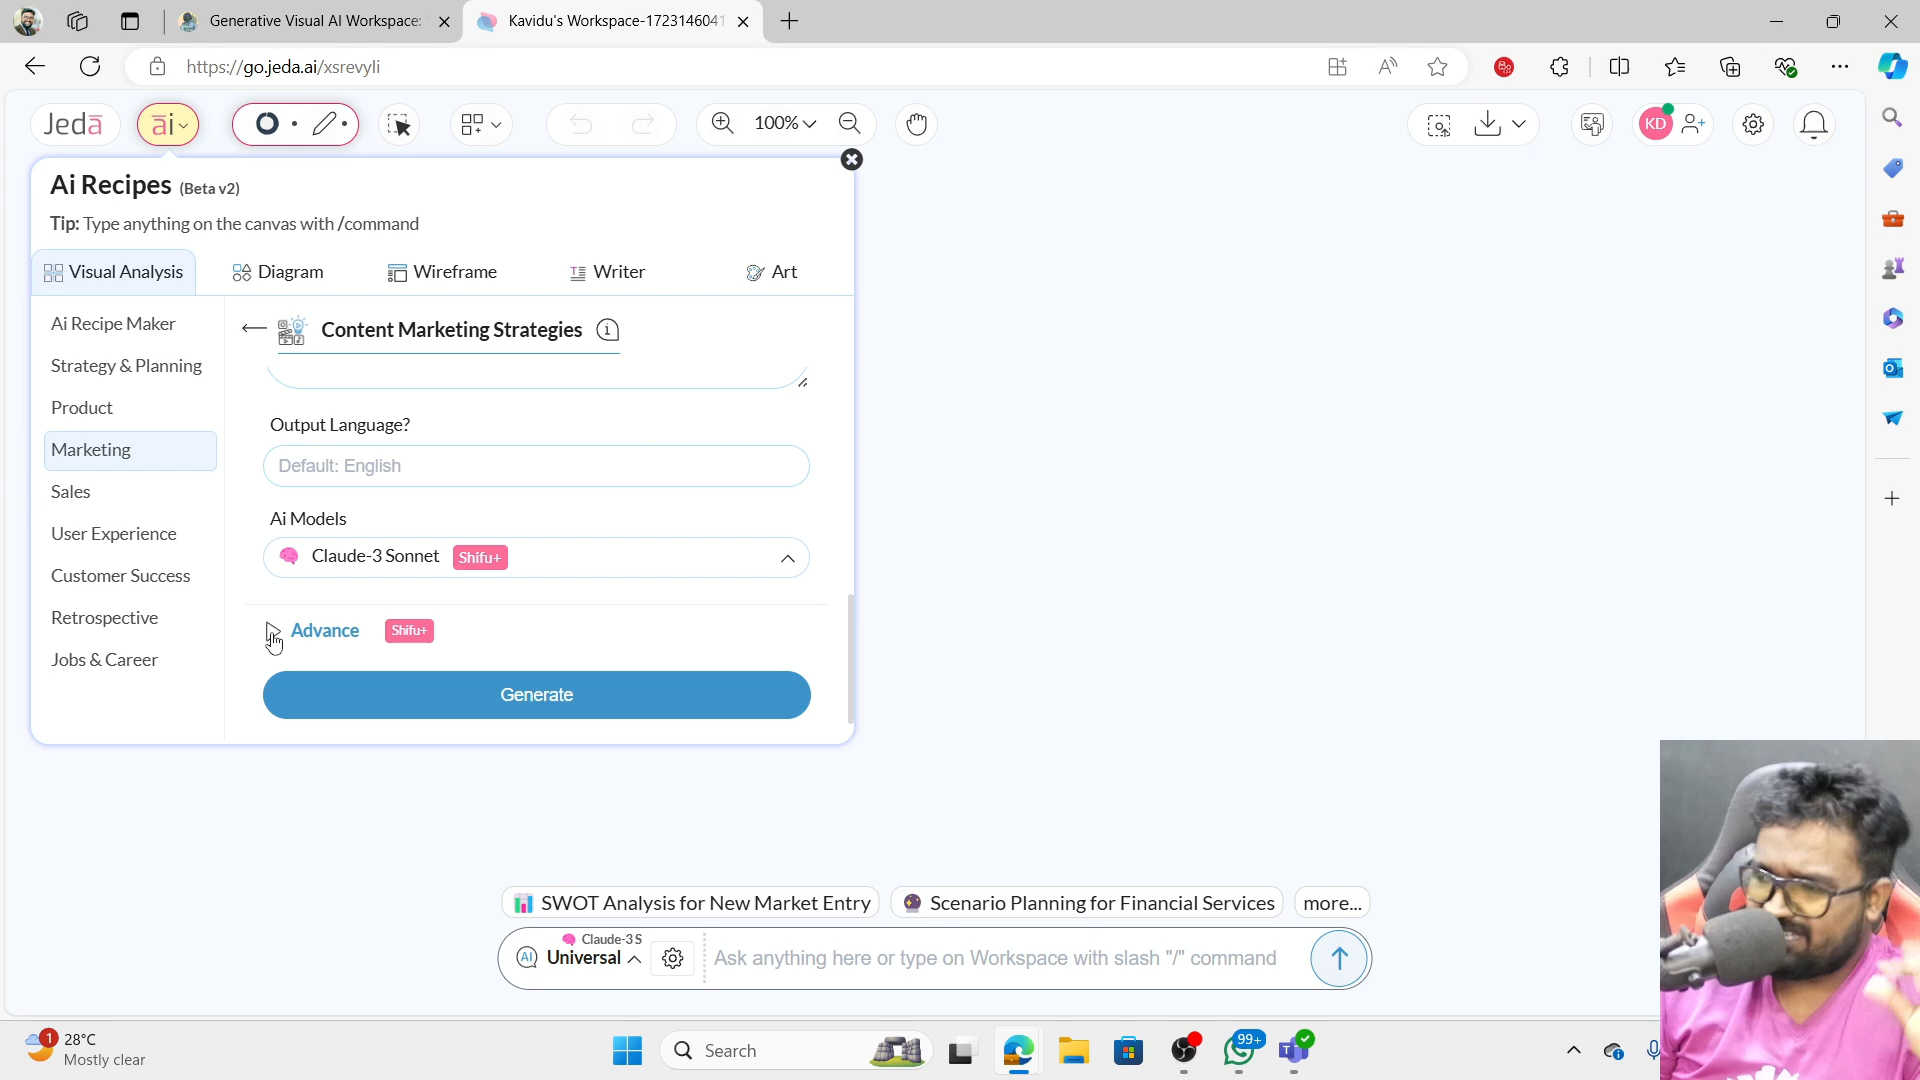 Generative Visual AI Workspace:
Kavidu's Workspace-1723146041
https://go.jeda.ai/xsrevyli
Jedā
āi
100%
KD
Ai Recipes (Beta v2)
Tip: Type anything on the canvas with /command
Visual Analysis
Diagram
Wireframe
Writer
Art
Ai Recipe Maker
Strategy & Planning
Product
Marketing
Sales
User Experience
Customer Success
Retrospective
Jobs & Career
Content Marketing Strategies
Output Language?
Default: English
Ai Models
Claude-3 Sonnet Shifu+
Advance Shifu+
Generate
SWOT Analysis for New Market Entry
Scenario Planning for Financial Services
more...
Claude-3 S
AI Universal
Ask anything here or type on Workspace with slash "/" command
1
28°C
Mostly clear
Search
99+